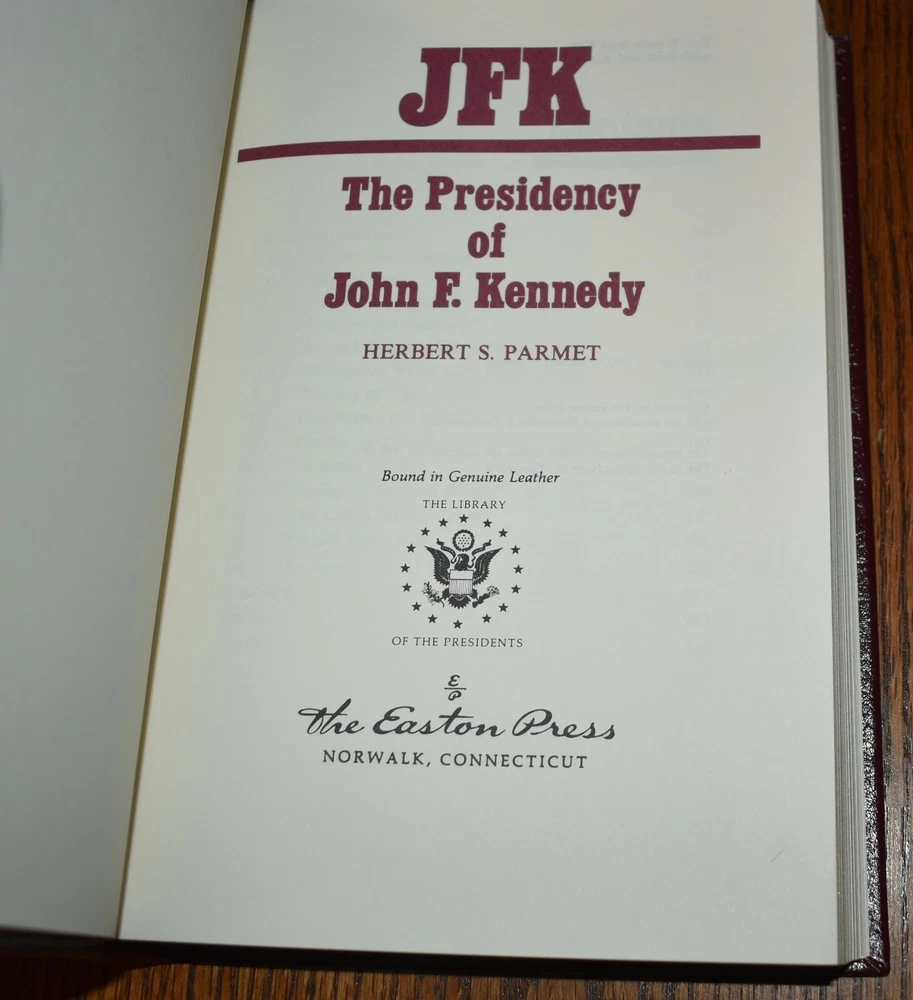 JFK
The Presidency
of
John F. Kennedy
HERBERT S. PARMET
Bound in Genuine Leather
THE LIBRARY
OF THE PRESIDENTS
E
P
The Easton Press
NORWALK, CONNECTICUT